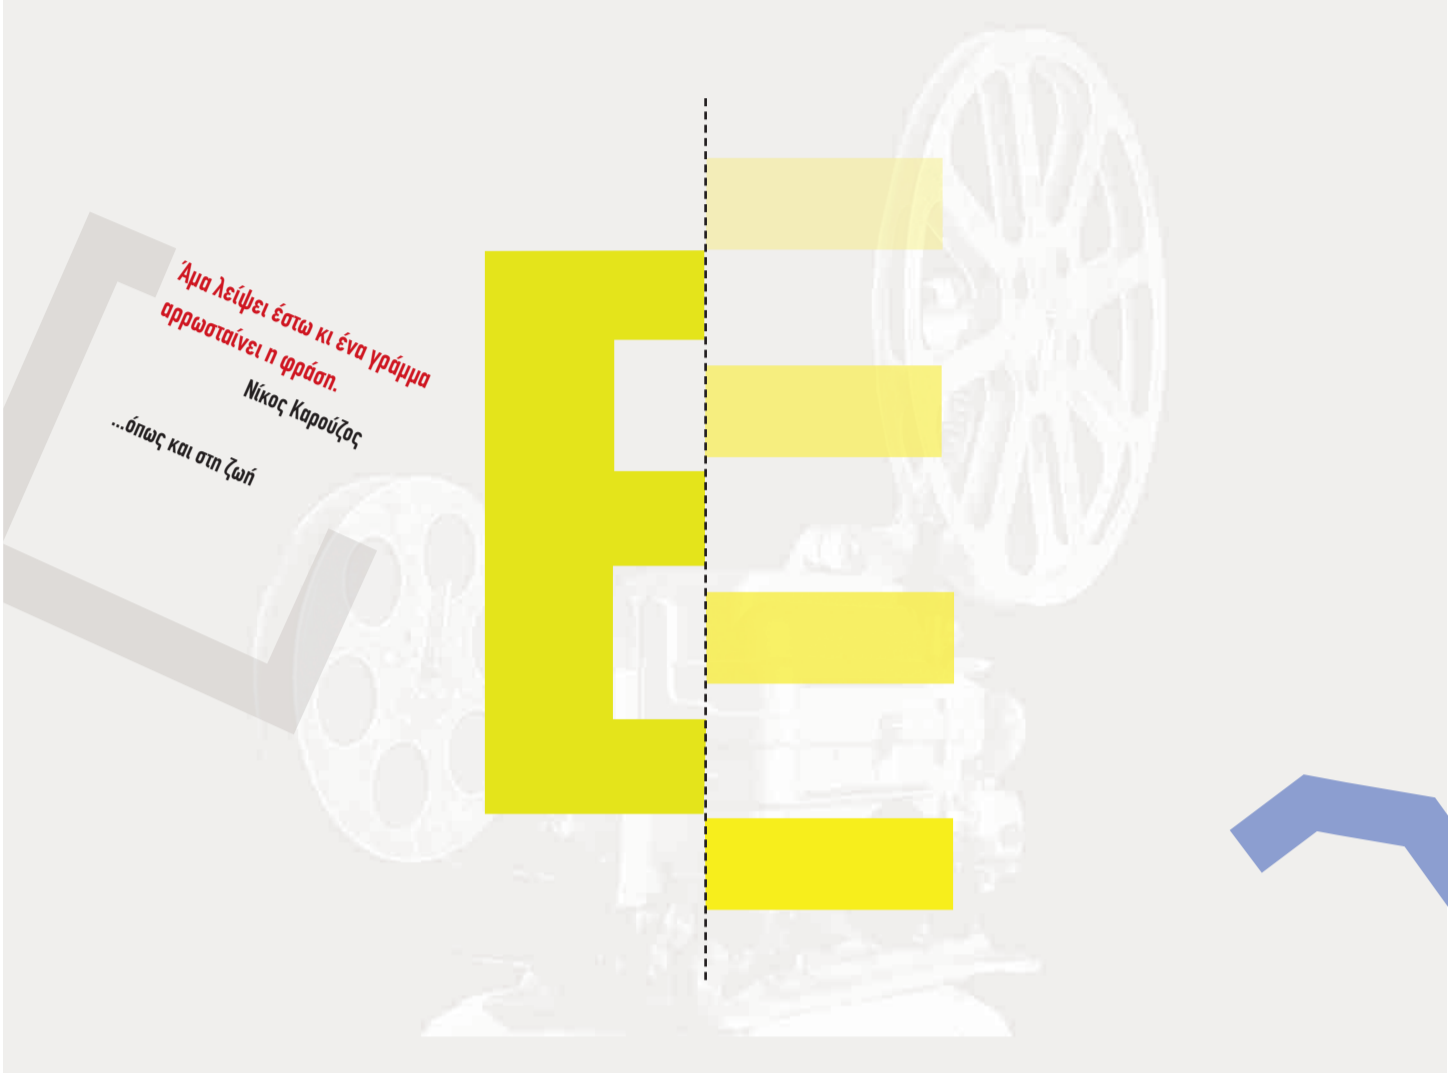 Άμα λείψει έστω κι ένα γράμμα
αρρωσταίνει η φράση.
Νίκος Καρούζος
...όπως και στη ζωή
E